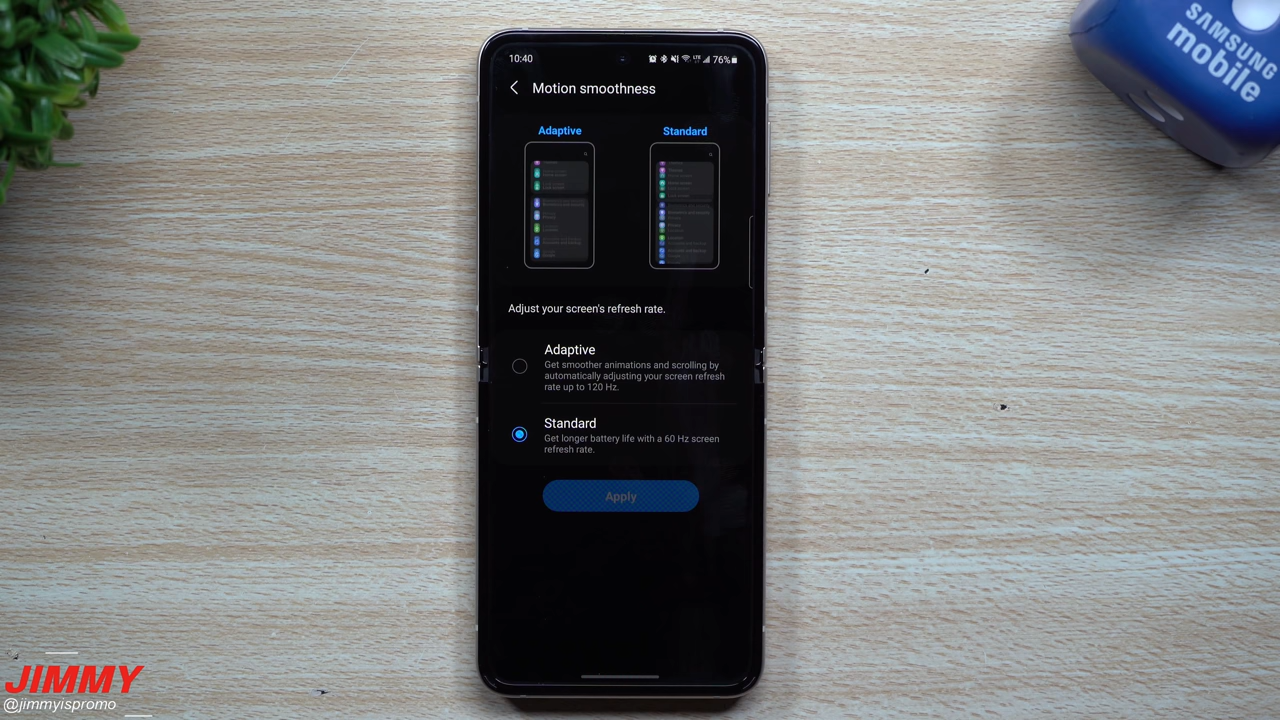 10:40
LTE
76%
Motion smoothness
Adaptive
Standard
Adjust your screen's refresh rate.
Adaptive
Get smoother animations and scrolling by
automatically adjusting your screen refresh
rate up to 120 Hz.
Standard
Get longer battery life with a 60 Hz screen
refresh rate.
Apply
SAMSUNG
mobile
JIMMY
@jimmyispromo